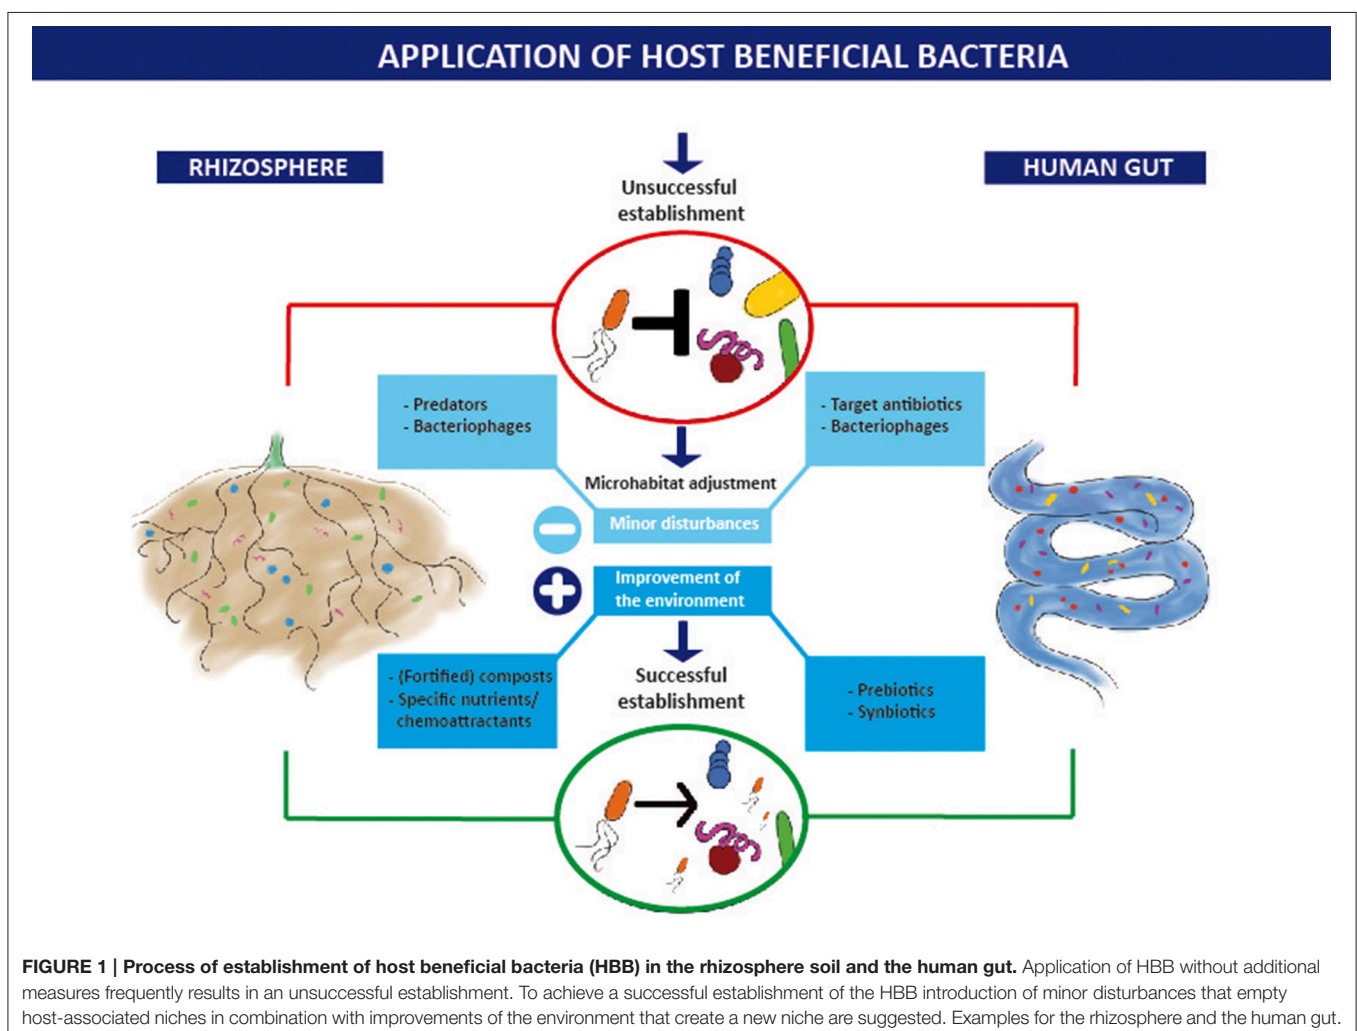 APPLICATION OF HOST BENEFICIAL BACTERIA
RHIZOSPHERE
HUMAN GUT
Unsuccessful
establishment
- Predators
- Bacteriophages
- Target antibiotics
- Bacteriophages
Microhabitat adjustment
Minor disturbances
Improvement of
the environment
- (Fortified) composts
- Specific nutrients/
chemoattractants
Successful
establishment
- Prebiotics
- Synbiotics
FIGURE 1 | Process of establishment of host beneficial bacteria (HBB) in the rhizosphere soil and the human gut. Application of HBB without additional
measures frequently results in an unsuccessful establishment. To achieve a successful establishment of the HBB introduction of minor disturbances that empty
host-associated niches in combination with improvements of the environment that create a new niche are suggested. Examples for the rhizosphere and the human gut.